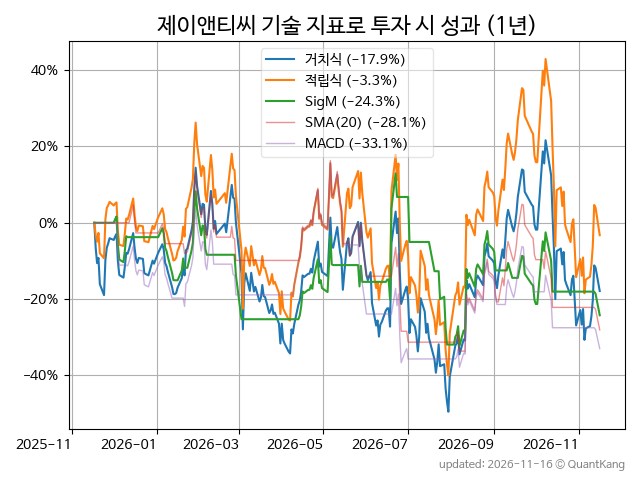 제이앤티씨 기술 지표로 투자 시 성과 (1년)
거치식 (−17.9%)
적립식 (−3.3%)
SigM (−24.3%)
SMA(20) (−28.1%)
MACD (−33.1%)
40%
20%
0%
−20%
−40%
2025-11 2026-01 2026-03 2026-05 2026-07 2026-09 2026-11
updated: 2026-11-16 © QuantKang